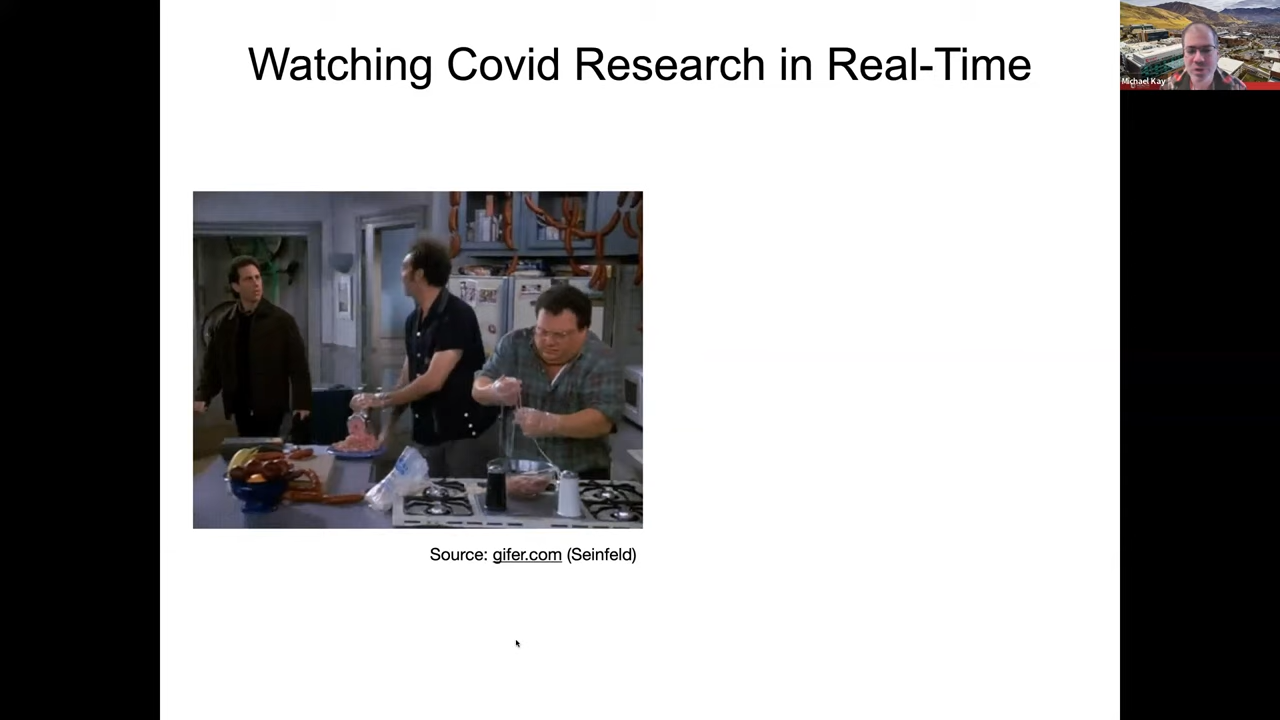 Watching Covid Research in Real-Time
Michael Kay
Source: gifer.com (Seinfeld)